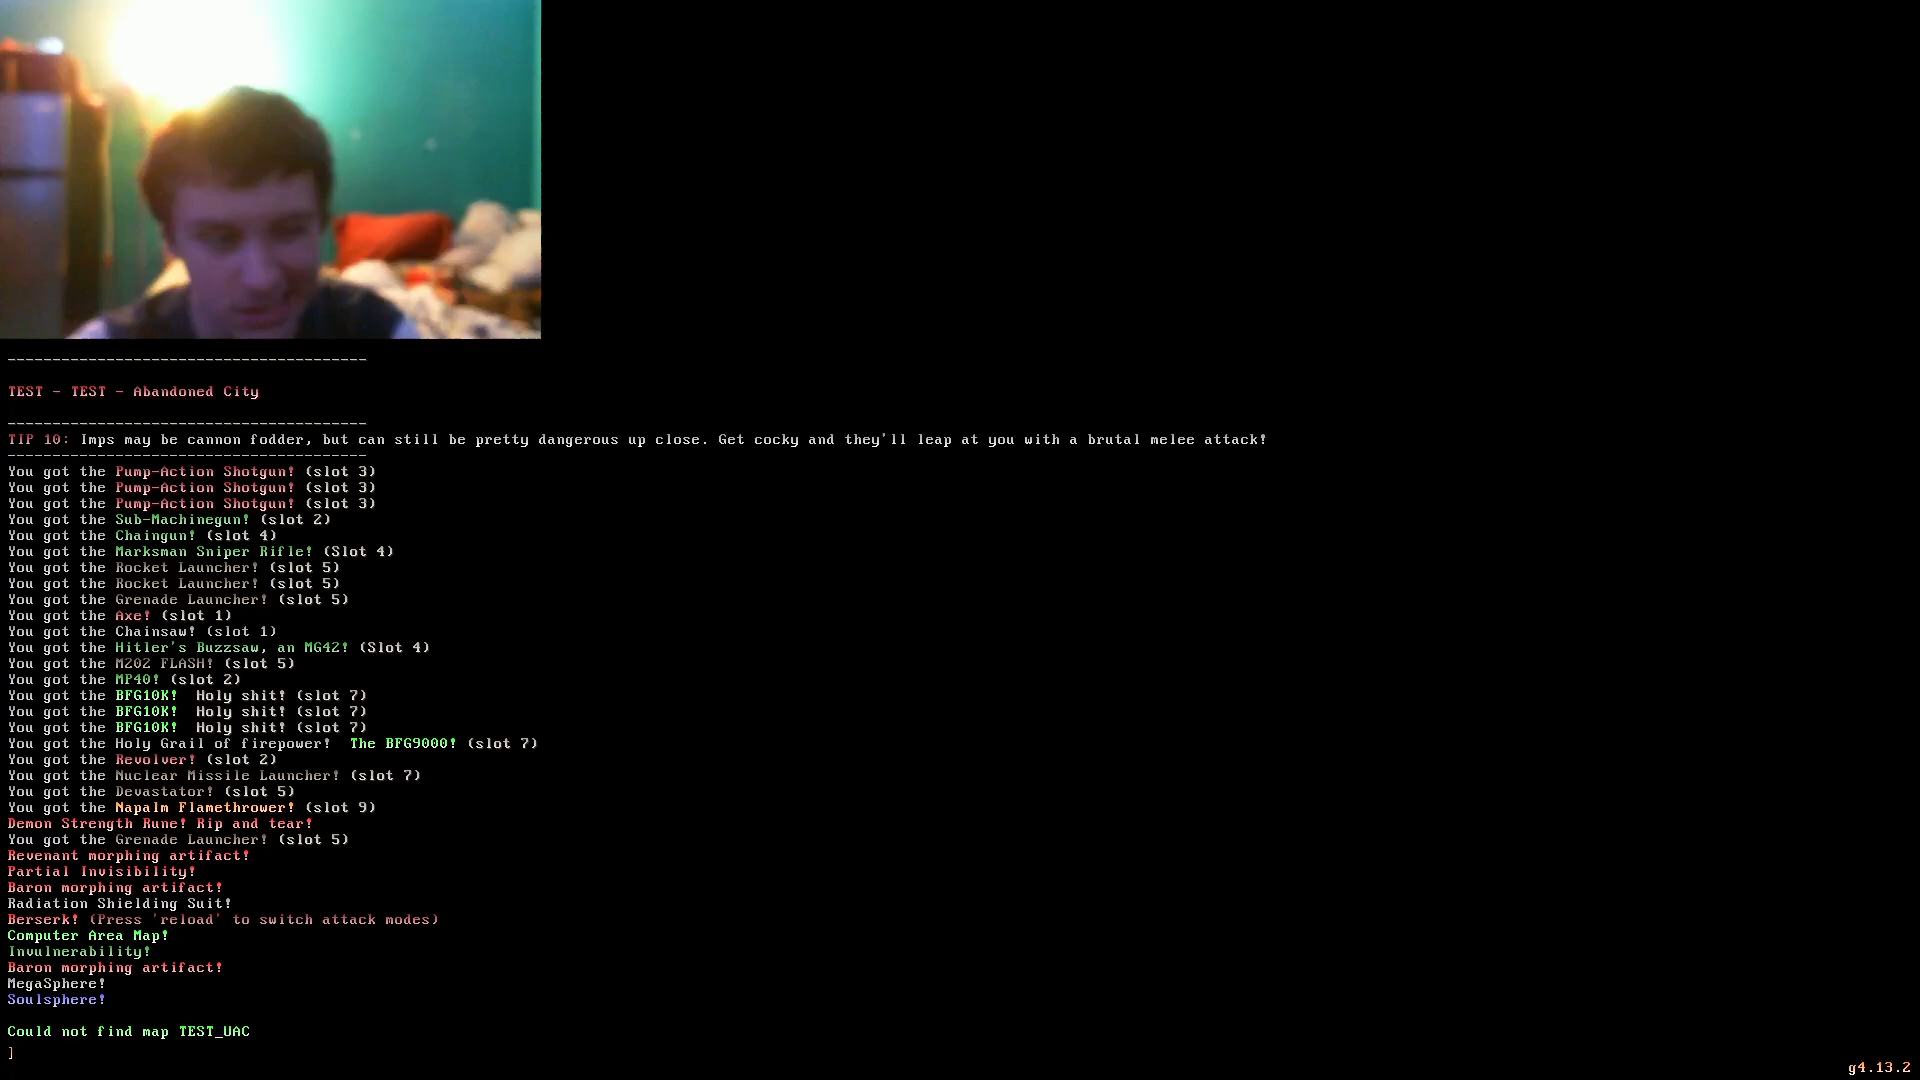 ----------------------------------------
TEST - TEST - Abandoned City
----------------------------------------
TIP 10: Imps may be cannon fodder, but can still be pretty dangerous up close. Get cocky and they'll leap at you with a brutal melee attack!
----------------------------------------
You got the Pump-Action Shotgun! (slot 3)
You got the Pump-Action Shotgun! (slot 3)
You got the Pump-Action Shotgun! (slot 3)
You got the Sub-Machinegun! (slot 2)
You got the Chaingun! (slot 4)
You got the Marksman Sniper Rifle! (Slot 4)
You got the Rocket Launcher! (slot 5)
You got the Rocket Launcher! (slot 5)
You got the Grenade Launcher! (slot 5)
You got the Axe! (slot 1)
You got the Chainsaw! (slot 1)
You got the Hitler's Buzzsaw, an MG42! (Slot 4)
You got the M202 FLASH! (slot 5)
You got the MP40! (slot 2)
You got the BFG10K!  Holy shit! (slot 7)
You got the BFG10K!  Holy shit! (slot 7)
You got the BFG10K!  Holy shit! (slot 7)
You got the Holy Grail of firepower!  The BFG9000! (slot 7)
You got the Revolver! (slot 2)
You got the Nuclear Missile Launcher! (slot 7)
You got the Devastator! (slot 5)
You got the Napalm Flamethrower! (slot 9)
Demon Strength Rune! Rip and tear!
You got the Grenade Launcher! (slot 5)
Revenant morphing artifact!
Partial Invisibility!
Baron morphing artifact!
Radiation Shielding Suit!
Berserk! (Press 'reload' to switch attack modes)
Computer Area Map!
Invulnerability!
Baron morphing artifact!
MegaSphere!
Soulsphere!
Could not find map TEST_UAC
]
g4.13.2